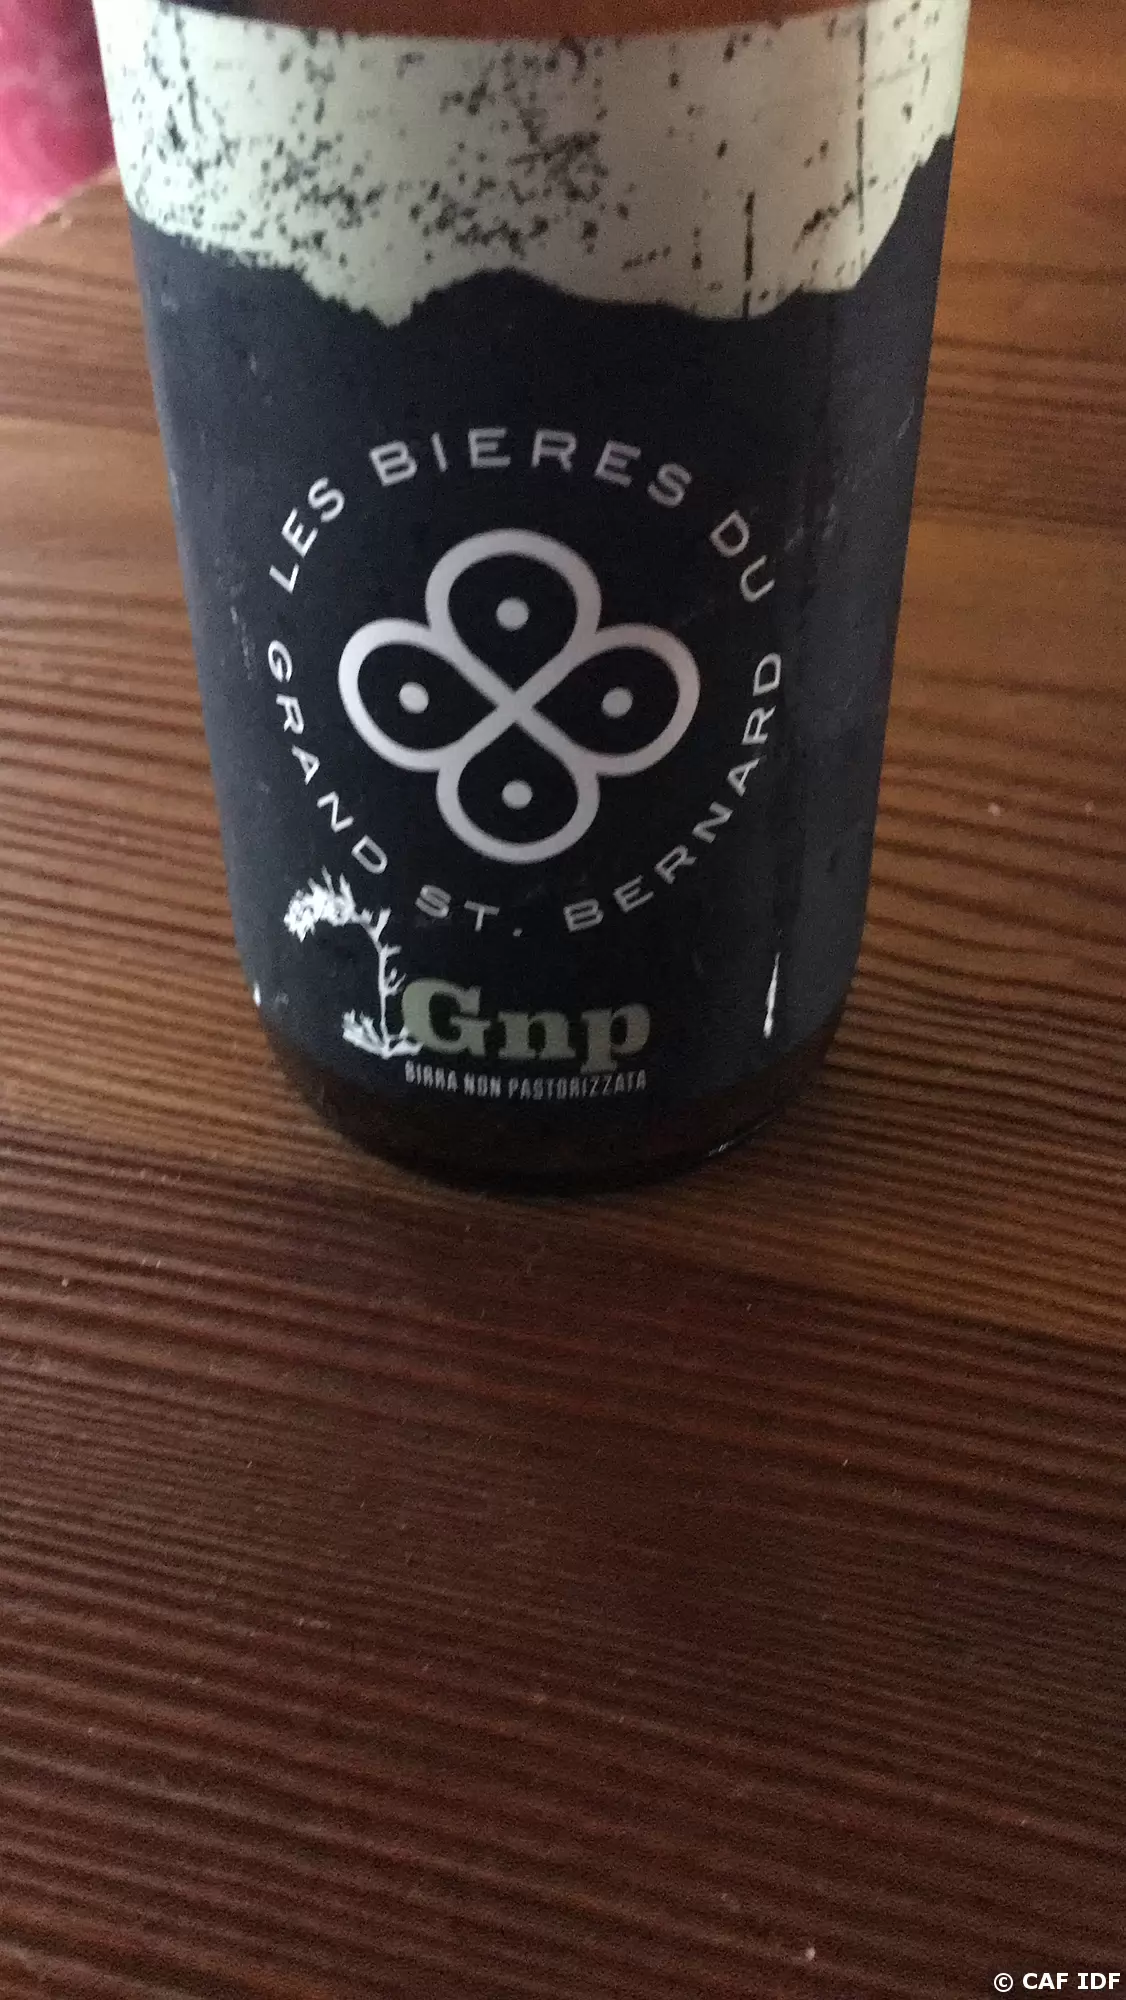 LES BIERES DU
GRAND ST. BERNARD
Gnp
BIRRA NON PASTORIZZATA
© CAF IDF